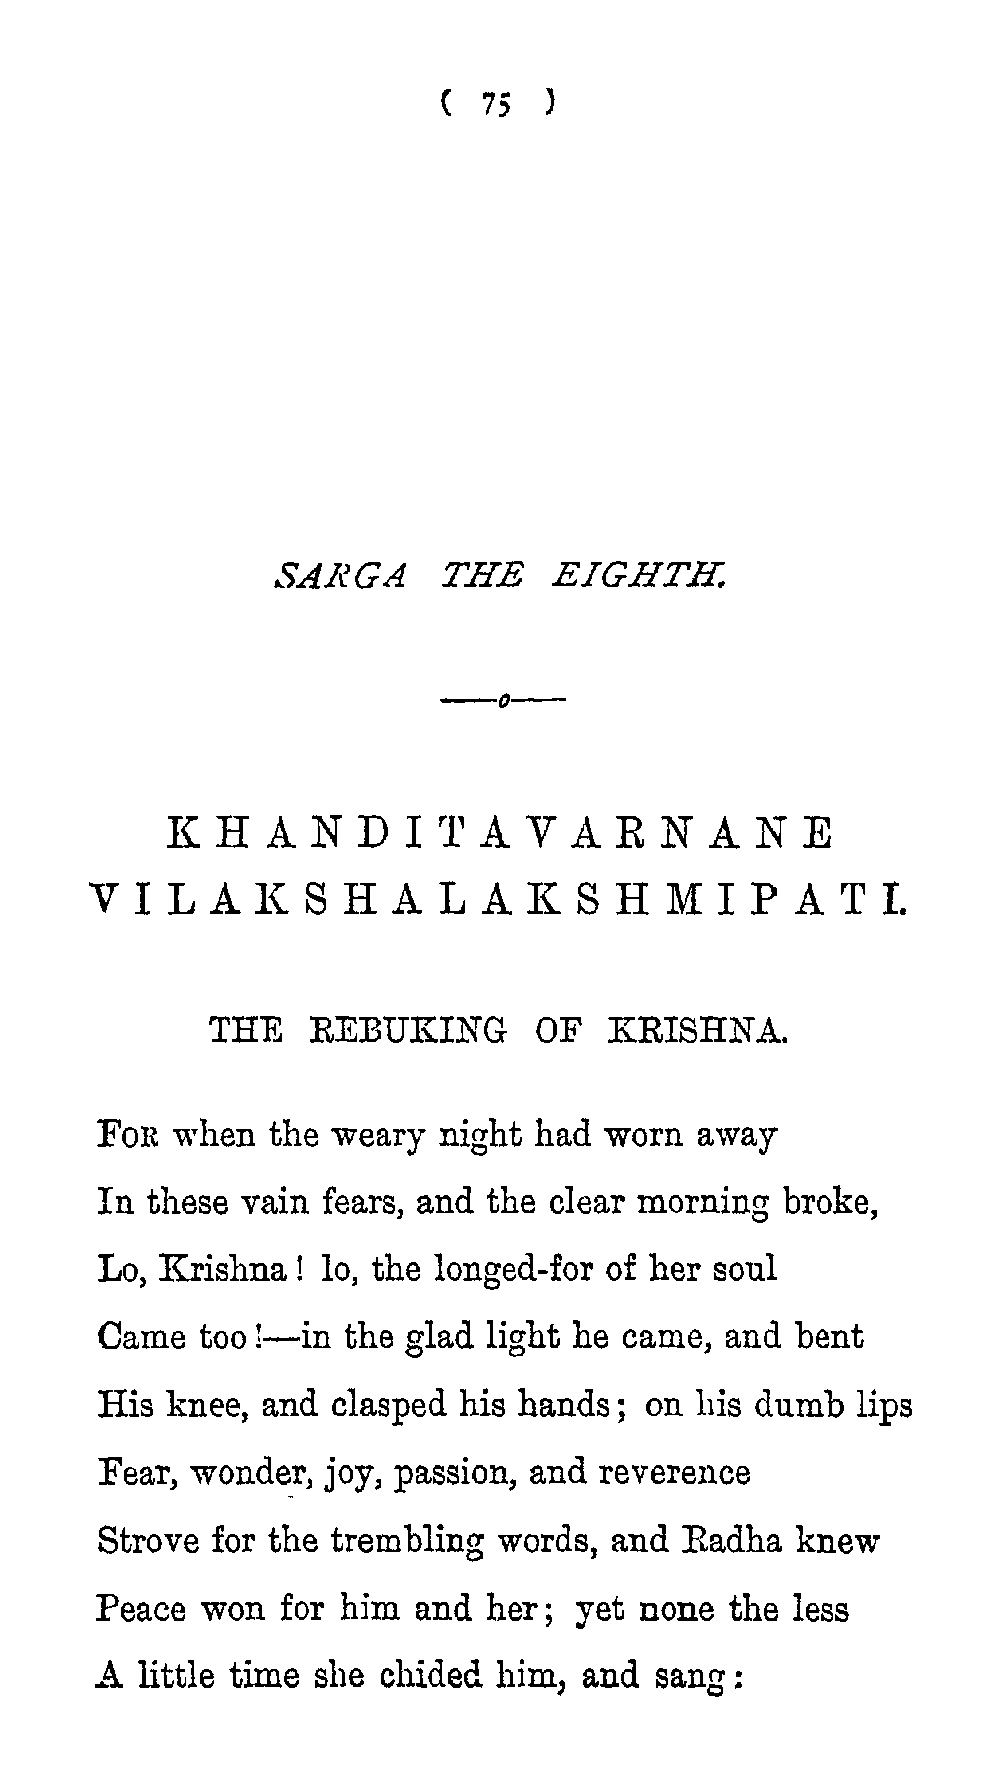 ( 75 )
SARGA THE EIGHTH.
KHANDITAVARNANE
VILAKSHALAKSHMIPATI.
THE REBUKING OF KRISHNA.
FOR when the weary night had worn away
In these vain fears, and the clear morning broke,
Lo, Krishna! lo, the longed-for of her soul
Came too!—in the glad light he came, and bent
His knee, and clasped his hands; on his dumb lips
Fear, wonder, joy, passion, and reverence
Strove for the trembling words, and Radha knew
Peace won for him and her; yet none the less
A little time she chided him, and sang: